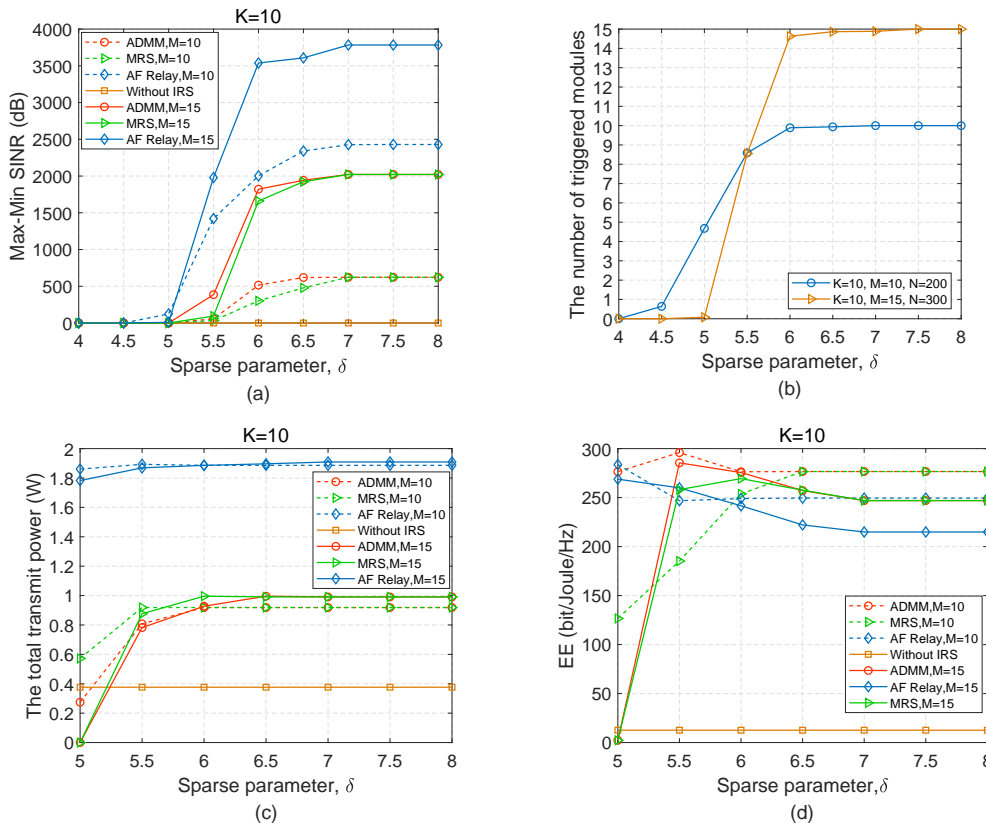 K=10
Max-Min SINR (dB)
4000
3500
3000
2500
2000
1500
1000
500
0
ADMM,M=10
MRS,M=10
AF Relay,M=10
Without IRS
ADMM,M=15
MRS,M=15
AF Relay,M=15
4 4.5 5 5.5 6 6.5 7 7.5 8
Sparse parameter, δ
(a)
The number of triggered modules
15
14
13
12
11
10
9
8
7
6
5
4
3
2
1
0
K=10, M=10, N=200
K=10, M=15, N=300
4 4.5 5 5.5 6 6.5 7 7.5 8
Sparse parameter, δ
(b)
K=10
The total transmit power (W)
2
1.8
1.6
1.4
1.2
1
0.8
0.6
0.4
0.2
0
ADMM,M=10
MRS,M=10
AF Relay,M=10
Without IRS
ADMM,M=15
MRS,M=15
AF Relay,M=15
5 5.5 6 6.5 7 7.5 8
Sparse parameter, δ
(c)
K=10
EE (bit/Joule/Hz)
300
250
200
150
100
50
0
ADMM,M=10
MRS,M=10
AF Relay,M=10
Without IRS
ADMM,M=15
AF Relay,M=15
MRS,M=15
5 5.5 6 6.5 7 7.5 8
Sparse parameter,δ
(d)